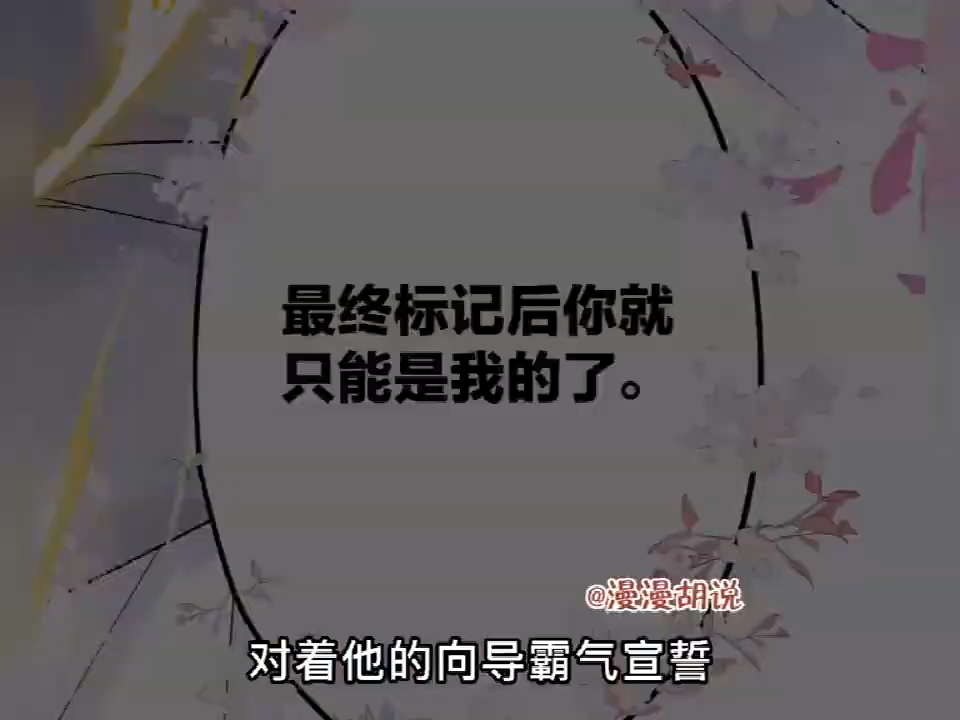 最终标记后你就
只能是我的了。
@漫漫胡说
对着他的向导霸气宣誓